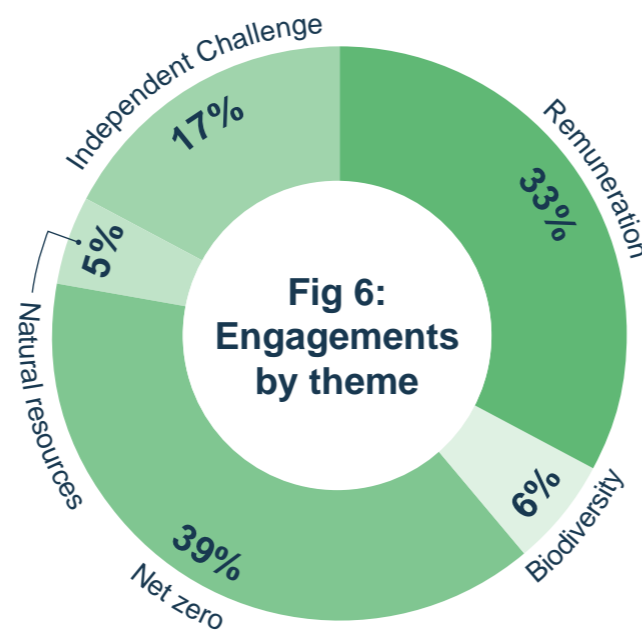 Fig 6:
Engagements
by theme
Remuneration
33%
Biodiversity
6%
Net zero
39%
Natural resources
5%
Independent Challenge
17%